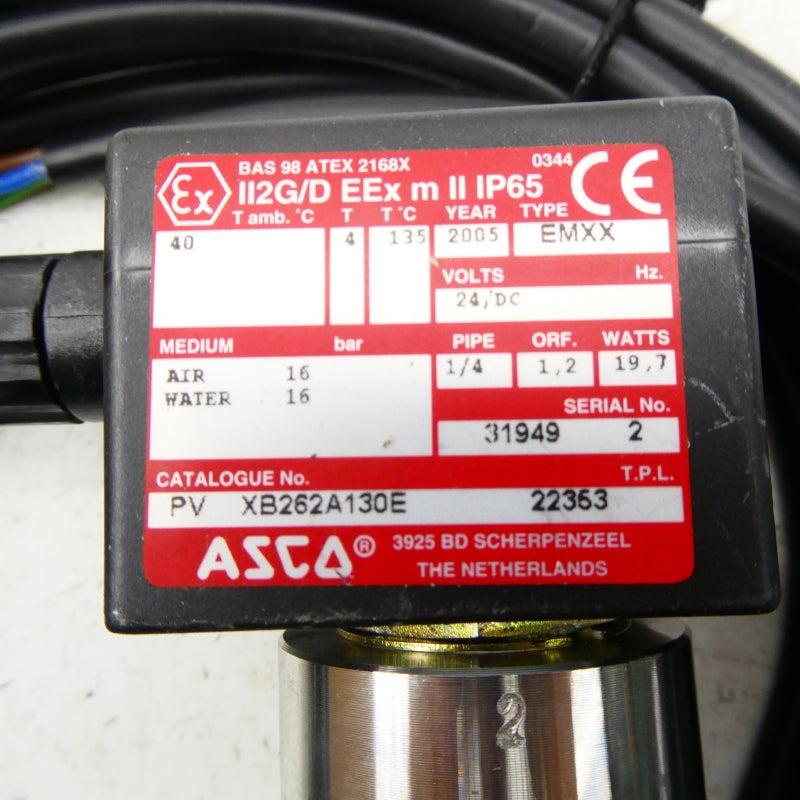 BAS 98 ATEX 2168X 0344 CE
Ex II2G/D EEx m II IP65
T amb. °C T T °C YEAR TYPE
40 4 135 2005 EMXX
VOLTS Hz.
24/DC
MEDIUM bar PIPE ORF. WATTS
AIR 16 1/4 1,2 19,7
WATER 16
SERIAL No.
31949 2
CATALOGUE No. T.P.L.
PV XB262A130E 22353
ASCO® 3925 BD SCHERPENZEEL
THE NETHERLANDS
2